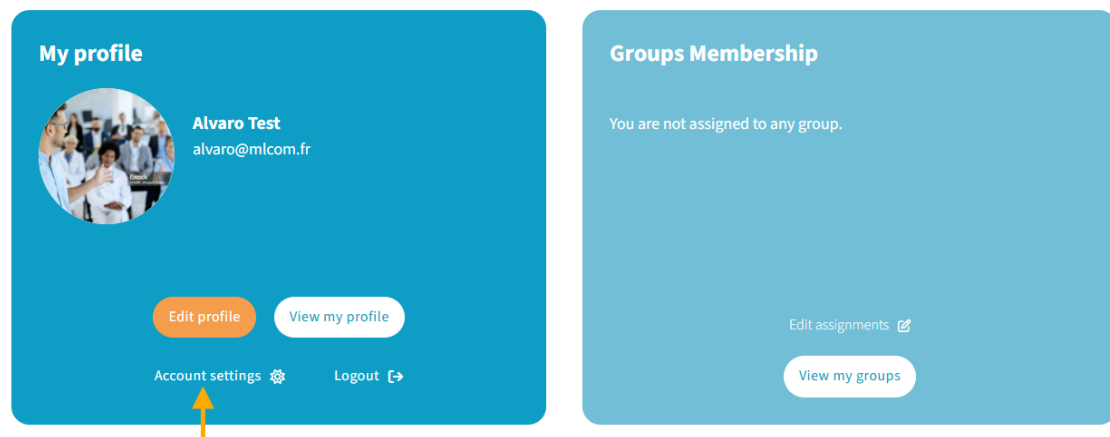 My profile
Alvaro Test
alvaro@mlcom.fr
iStock
Edit profile
View my profile
Account settings
Logout
Groups Membership
You are not assigned to any group.
Edit assignments
View my groups